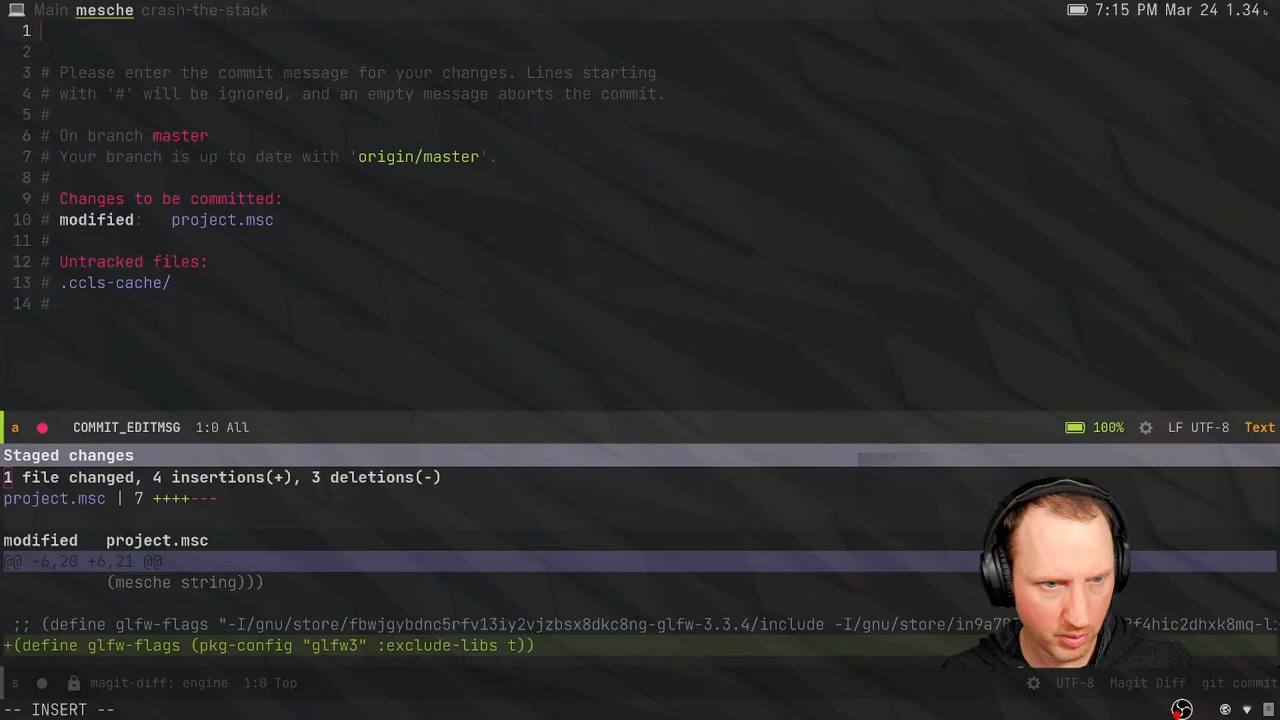 Main mesche crash-the-stack 7:15 PM Mar 24 1.34
1
2
3 # Please enter the commit message for your changes. Lines starting
4 # with '#' will be ignored, and an empty message aborts the commit.
5 #
6 # On branch master
7 # Your branch is up to date with 'origin/master'.
8 #
9 # Changes to be committed:
10 # modified:   project.msc
11 #
12 # Untracked files:
13 # .ccls-cache/
14 #
a COMMIT_EDITMSG 1:0 All 100% LF UTF-8 Text
Staged changes
1 file changed, 4 insertions(+), 3 deletions(-)
project.msc | 7 ++++---
modified   project.msc
@@ -6,20 +6,21 @@
(mesche string)))
;; (define glfw-flags "-I/gnu/store/fbwjgybdnc5rfv13iy2vjzbsx8dkc8ng-glfw-3.3.4/include
+(define glfw-flags (pkg-config "glfw3" :exclude-libs t))
s magit-diff: engine 1:0 Top UTF-8 Magit Diff git commit
-- INSERT --